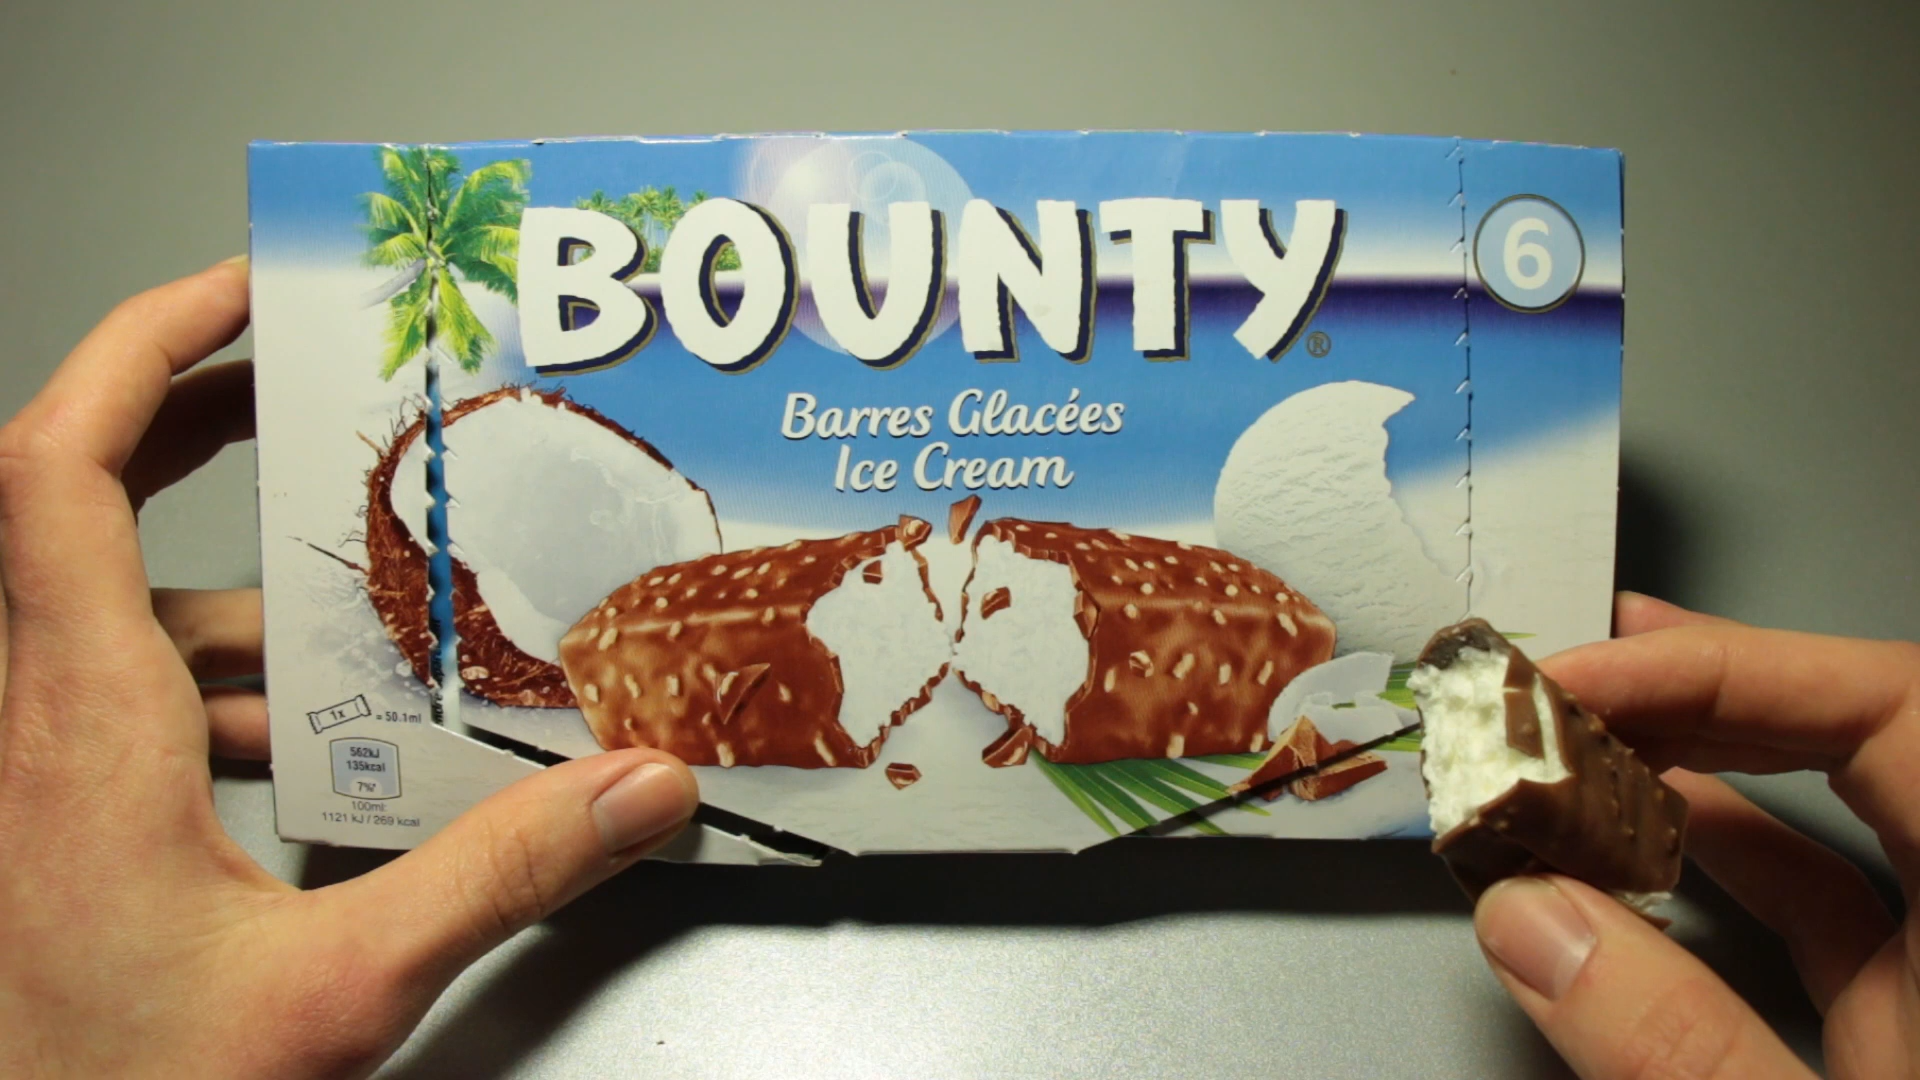 BOUNTY®
6
Barres Glacées
Ice Cream
1x = 50.1ml
562kJ
135kcal
7%*
100ml:
1121 kJ / 269 kcal